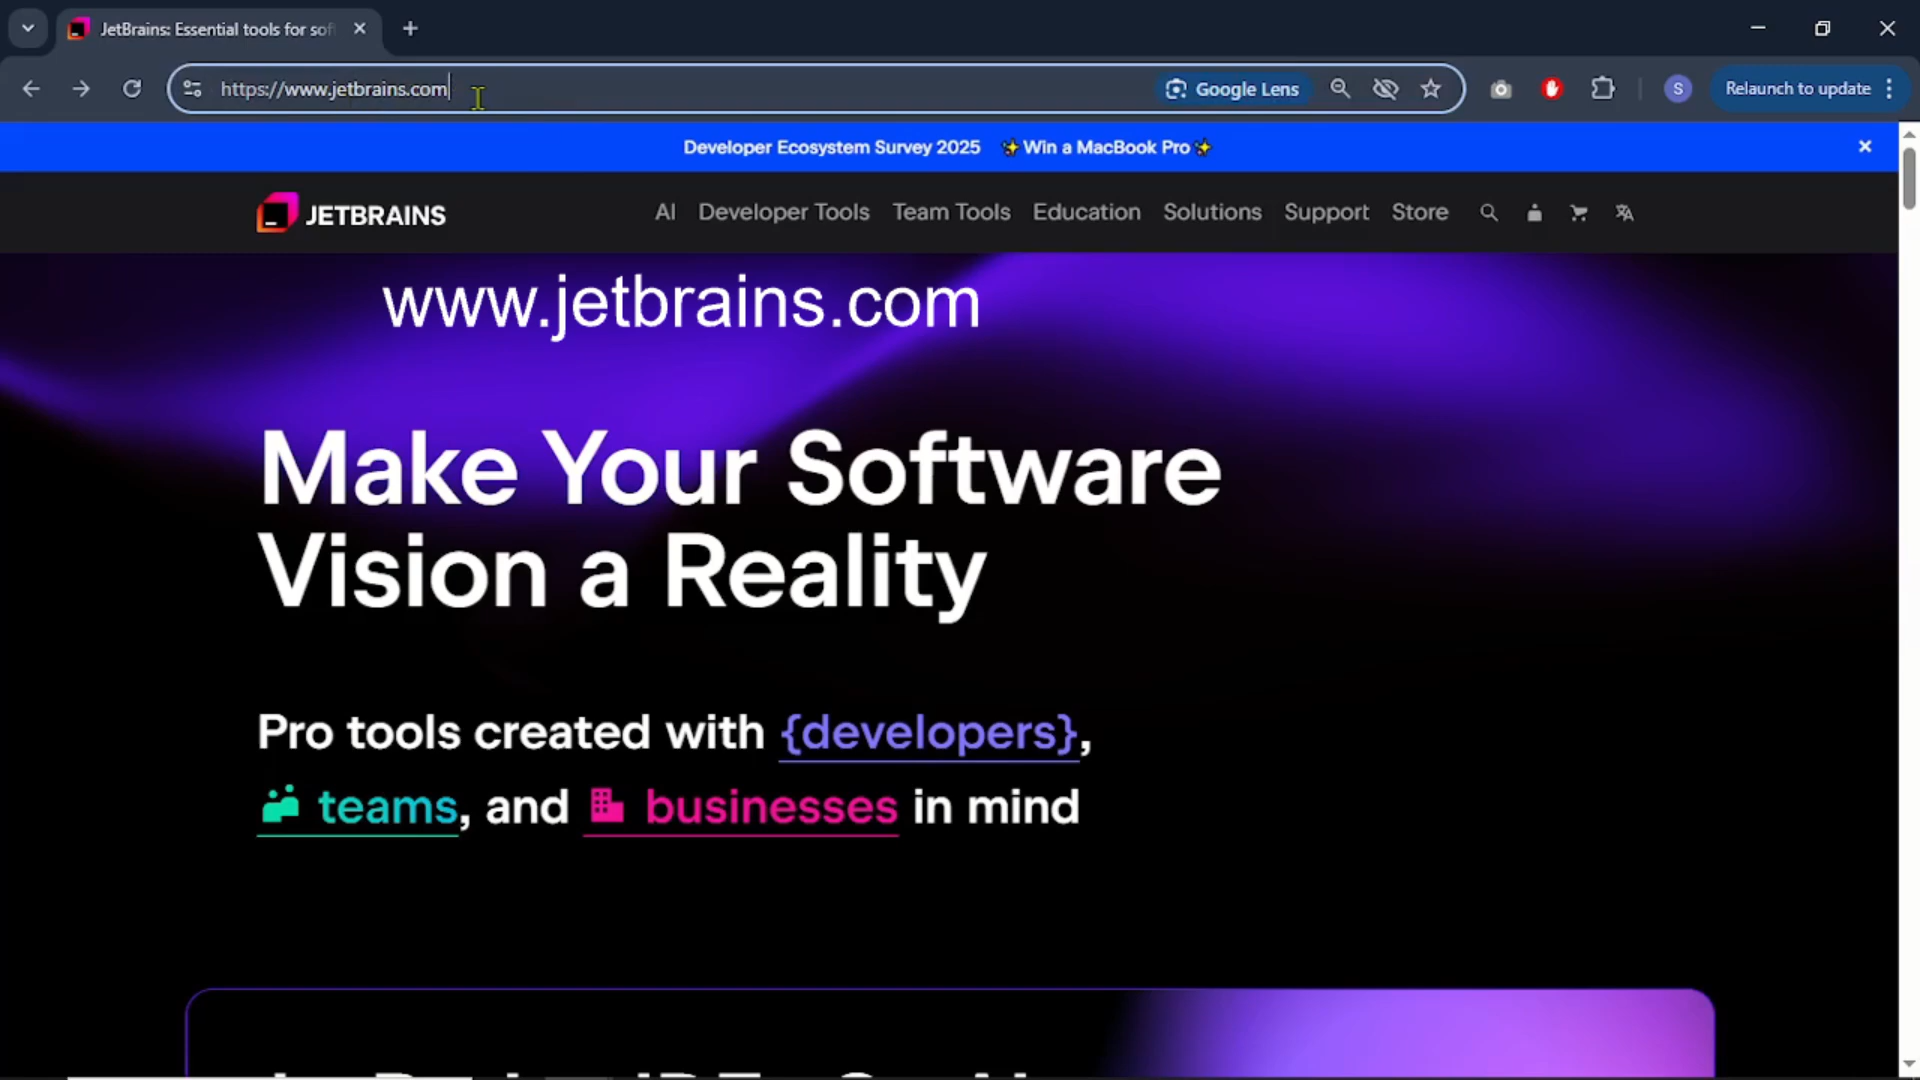 JetBrains: Essential tools for sof
https://www.jetbrains.com
Google Lens
S
Relaunch to update
Developer Ecosystem Survey 2025 ✨ Win a MacBook Pro ✨
JETBRAINS
AI Developer Tools Team Tools Education Solutions Support Store
www.jetbrains.com
Make Your Software
Vision a Reality
Pro tools created with {developers},
teams, and businesses in mind